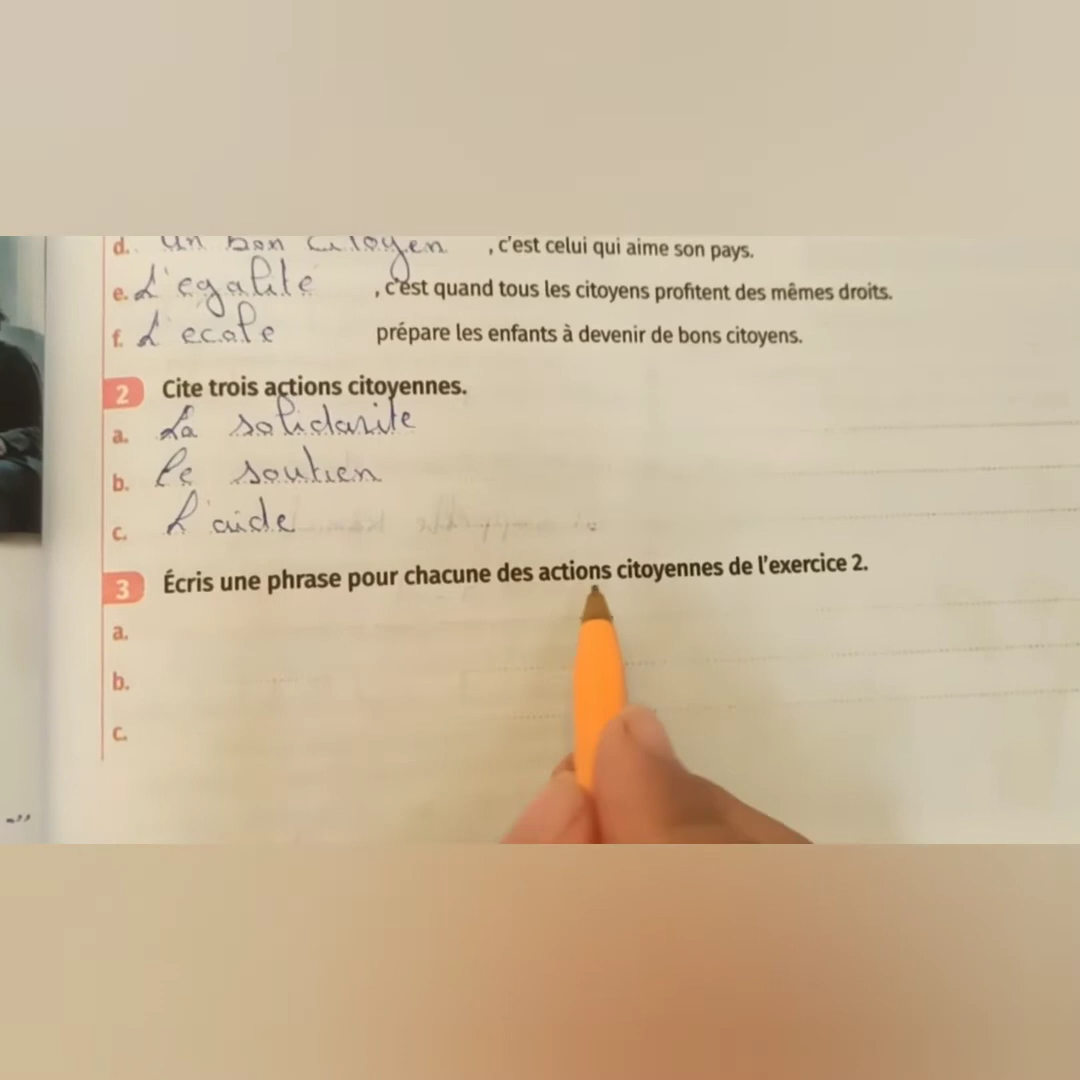 d. un bon citoyen , c'est celui qui aime son pays.
e. L'egalité , c'est quand tous les citoyens profitent des mêmes droits.
f. L'ecole prépare les enfants à devenir de bons citoyens.
2 Cite trois actions citoyennes.
a. La solidarite
b. le soutien
c. L'aide
3 Écris une phrase pour chacune des actions citoyennes de l'exercice 2.
a.
b.
c.